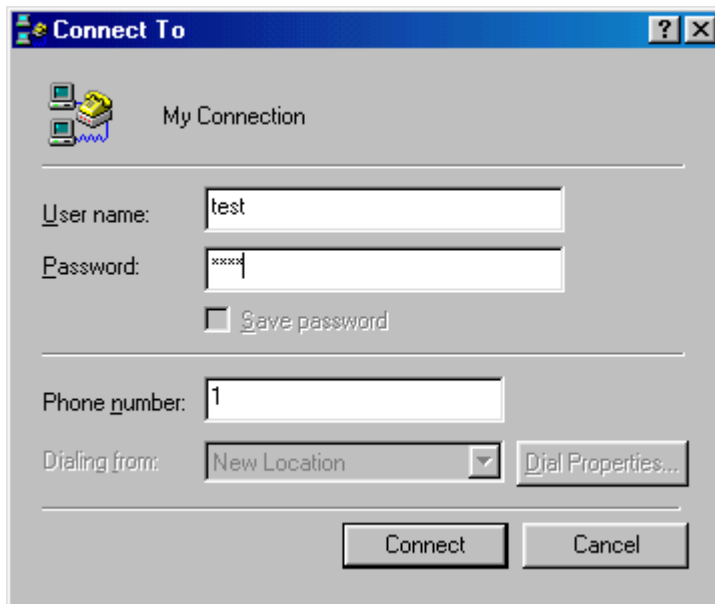 Connect To
My Connection
User name: test
Password: ****
Save password
Phone number: 1
Dialing from: New Location Dial Properties...
Connect Cancel